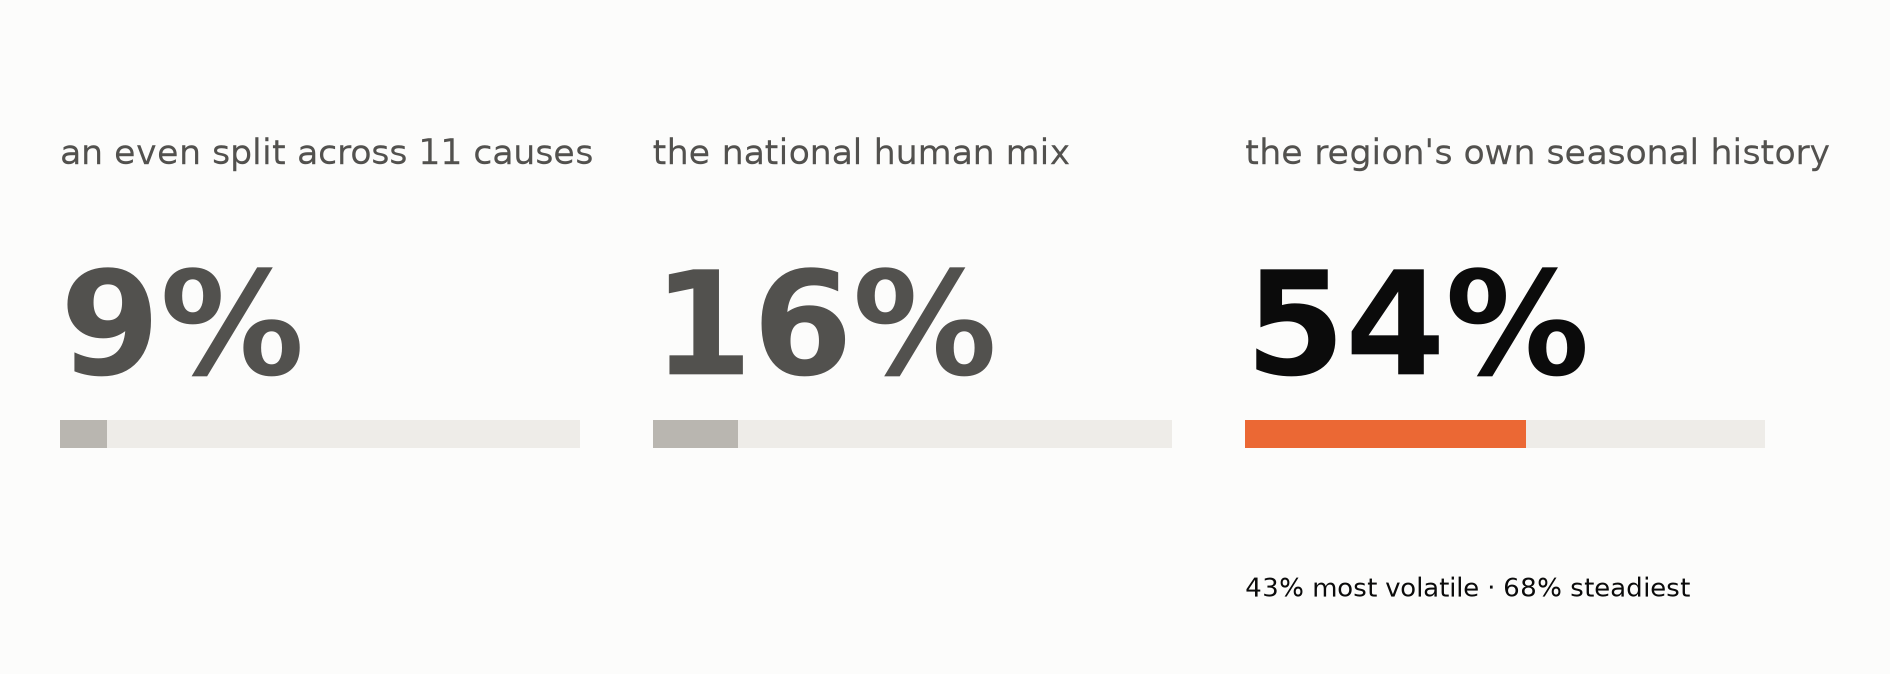 an even split across 11 causes
9%
the national human mix
16%
the region's own seasonal history
54%
43% most volatile · 68% steadiest